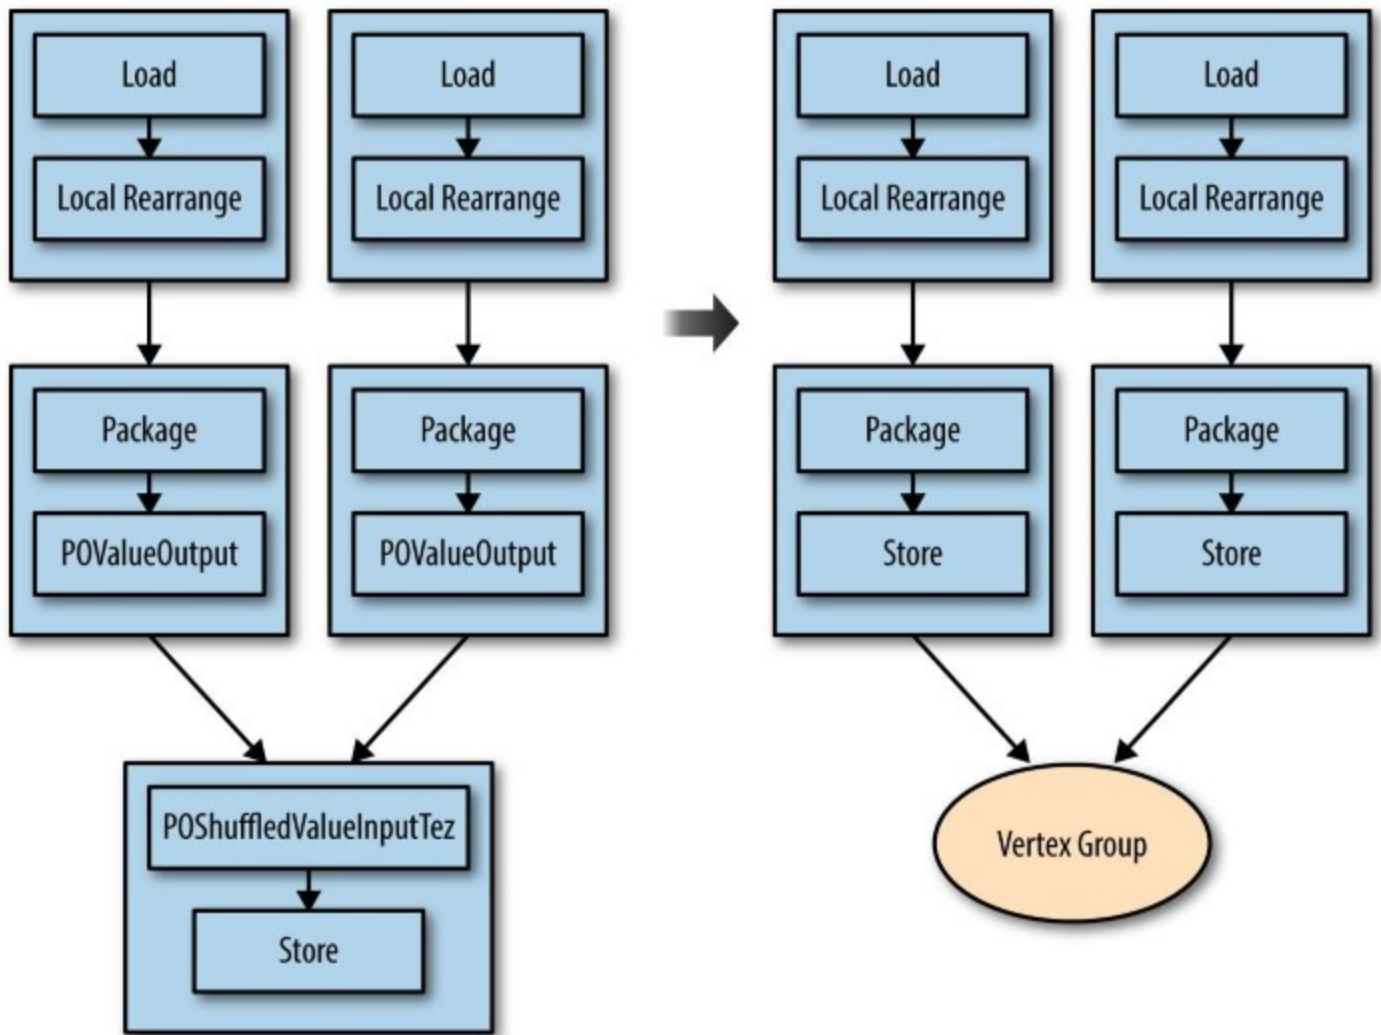 Load
Load
Load
Load
Local Rearrange
Local Rearrange
Local Rearrange
Local Rearrange
Package
Package
Package
Package
POValueOutput
POValueOutput
Store
Store
POShuffledValueInputTez
Vertex Group
Store